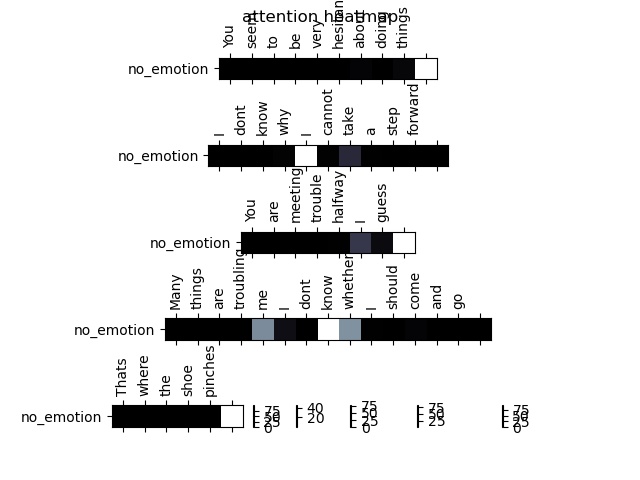 attention heatmap
You seem to be very about doing things
no_emotion
I dont know why I cannot take a step forward
no_emotion
You are meeting trouble halfway I guess
no_emotion
Many things are troubling me I dont know whether I should come and go
no_emotion
Thats where the shoe pinches
no_emotion
75 40 75 75 75
50 20 50 50 50
25 25 25 25
0 0 0